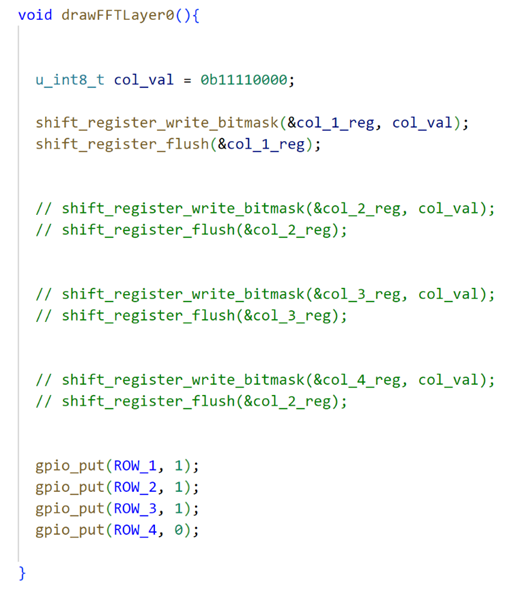 void drawFFTLayer0(){
u_int8_t col_val = 0b11110000;
shift_register_write_bitmask(&col_1_reg, col_val);
shift_register_flush(&col_1_reg);
// shift_register_write_bitmask(&col_2_reg, col_val);
// shift_register_flush(&col_2_reg);
// shift_register_write_bitmask(&col_3_reg, col_val);
// shift_register_flush(&col_3_reg);
// shift_register_write_bitmask(&col_4_reg, col_val);
// shift_register_flush(&col_2_reg);
gpio_put(ROW_1, 1);
gpio_put(ROW_2, 1);
gpio_put(ROW_3, 1);
gpio_put(ROW_4, 0);
}